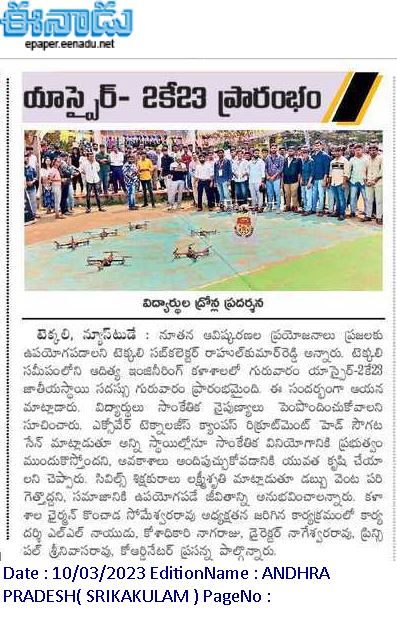 ఈనాడు
epaper.eenadu.net
యాస్పైర్- 2కే23 ప్రారంభం
విద్యార్థుల డ్రోన్ల ప్రదర్శన
టెక్కలి, న్యూస్‌టుడే : నూతన ఆవిష్కరణల ప్రయోజనాలు ప్రజలకు
ఉపయోగపడాలని టెక్కలి సబ్‌కలెక్టర్ రాహుల్‌కుమార్‌రెడ్డి అన్నారు. టెక్కలి
సమీపంలోని ఆదిత్య ఇంజినీరింగ్ కళాశాలలో గురువారం యాస్పైర్-2కే23
జాతీయస్థాయి సదస్సు గురువారం ప్రారంభమైంది. ఈ సందర్భంగా ఆయన
మాట్లాడారు. విద్యార్థులు సాంకేతిక నైపుణ్యాలు పెంపొందించుకోవాలని
సూచించారు. ఎక్సోవేర్ టెక్నాలజీస్ క్యాంపస్ రిక్రూట్‌మెంట్ హెడ్ సౌగట
సేన్ మాట్లాడుతూ అన్ని స్థాయిల్లోనూ సాంకేతిక వినియోగానికి ప్రభుత్వం
ముందుకొస్తోందని, అవకాశాలు అందిపుచ్చుకోవడానికి యువత కృషి చేయా
లని చెప్పారు. సివిల్స్ శిక్షకురాలు లక్ష్మీశృతి మాట్లాడుతూ డబ్బు వెంట పరి
గెత్తొద్దని, సమాజానికి ఉపయోగపడే జీవితాన్ని అనుభవించాలన్నారు. కళా
శాల ఛైర్మన్ కొంచాడ సోమేశ్వరరావు అధ్యక్షతన జరిగిన కార్యక్రమంలో కార్య
దర్శి ఎల్ఎల్ నాయుడు, కోశాధికారి నాగరాజు, డైరెక్టర్ నాగేశ్వరరావు, ప్రిన్సి
పల్ శ్రీనివాసరావు, కోఆర్డినేటర్ ప్రసన్న పాల్గొన్నారు.
Date : 10/03/2023 EditionName : ANDHRA
PRADESH( SRIKAKULAM ) PageNo :